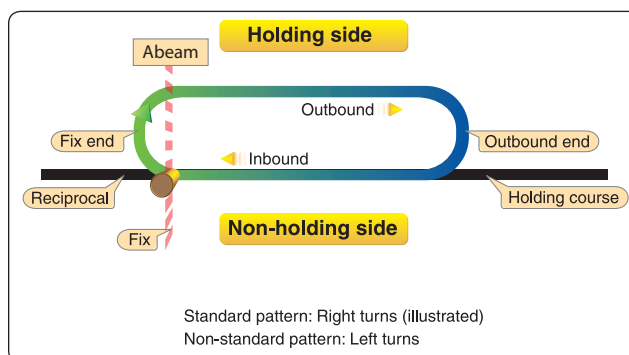 Holding side
Abeam
Outbound
Fix end
Outbound end
Inbound
Reciprocal
Holding course
Fix
Non-holding side
Standard pattern: Right turns (illustrated)
Non-standard pattern: Left turns